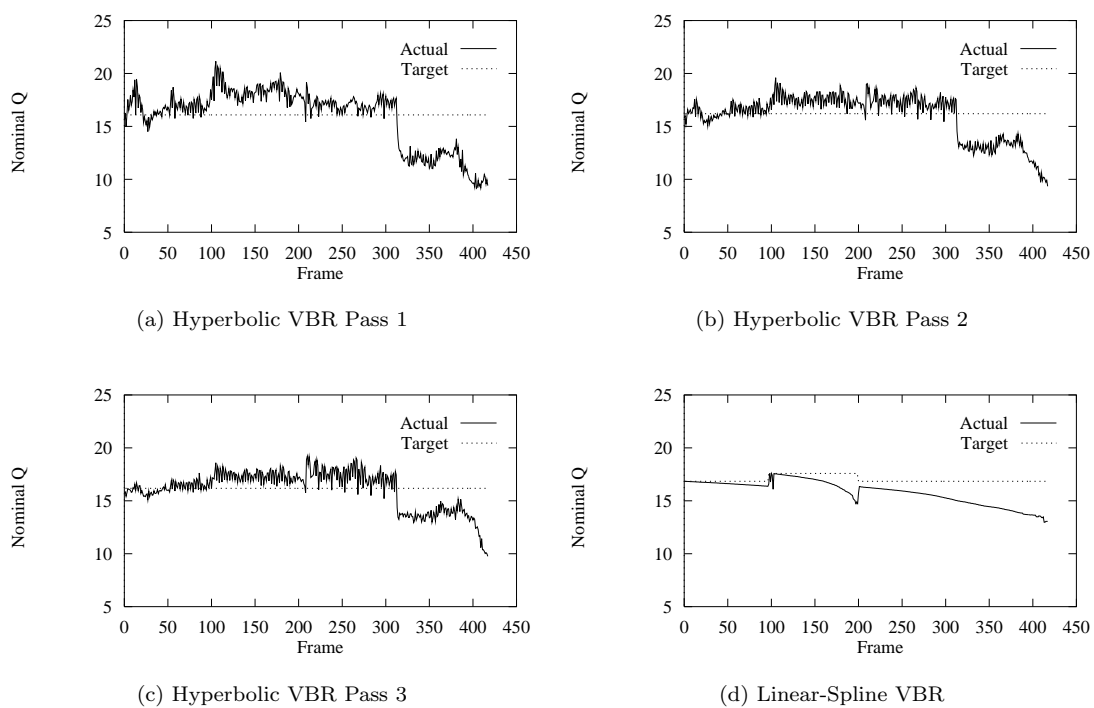 25
20
15
10
5
Nominal Q
Actual
Target
0 50 100 150 200 250 300 350 400 450
Frame
(a) Hyperbolic VBR Pass 1
25
20
15
10
5
Nominal Q
Actual
Target
0 50 100 150 200 250 300 350 400 450
Frame
(b) Hyperbolic VBR Pass 2
25
20
15
10
5
Nominal Q
Actual
Target
0 50 100 150 200 250 300 350 400 450
Frame
(c) Hyperbolic VBR Pass 3
25
20
15
10
5
Nominal Q
Actual
Target
0 50 100 150 200 250 300 350 400 450
Frame
(d) Linear-Spline VBR